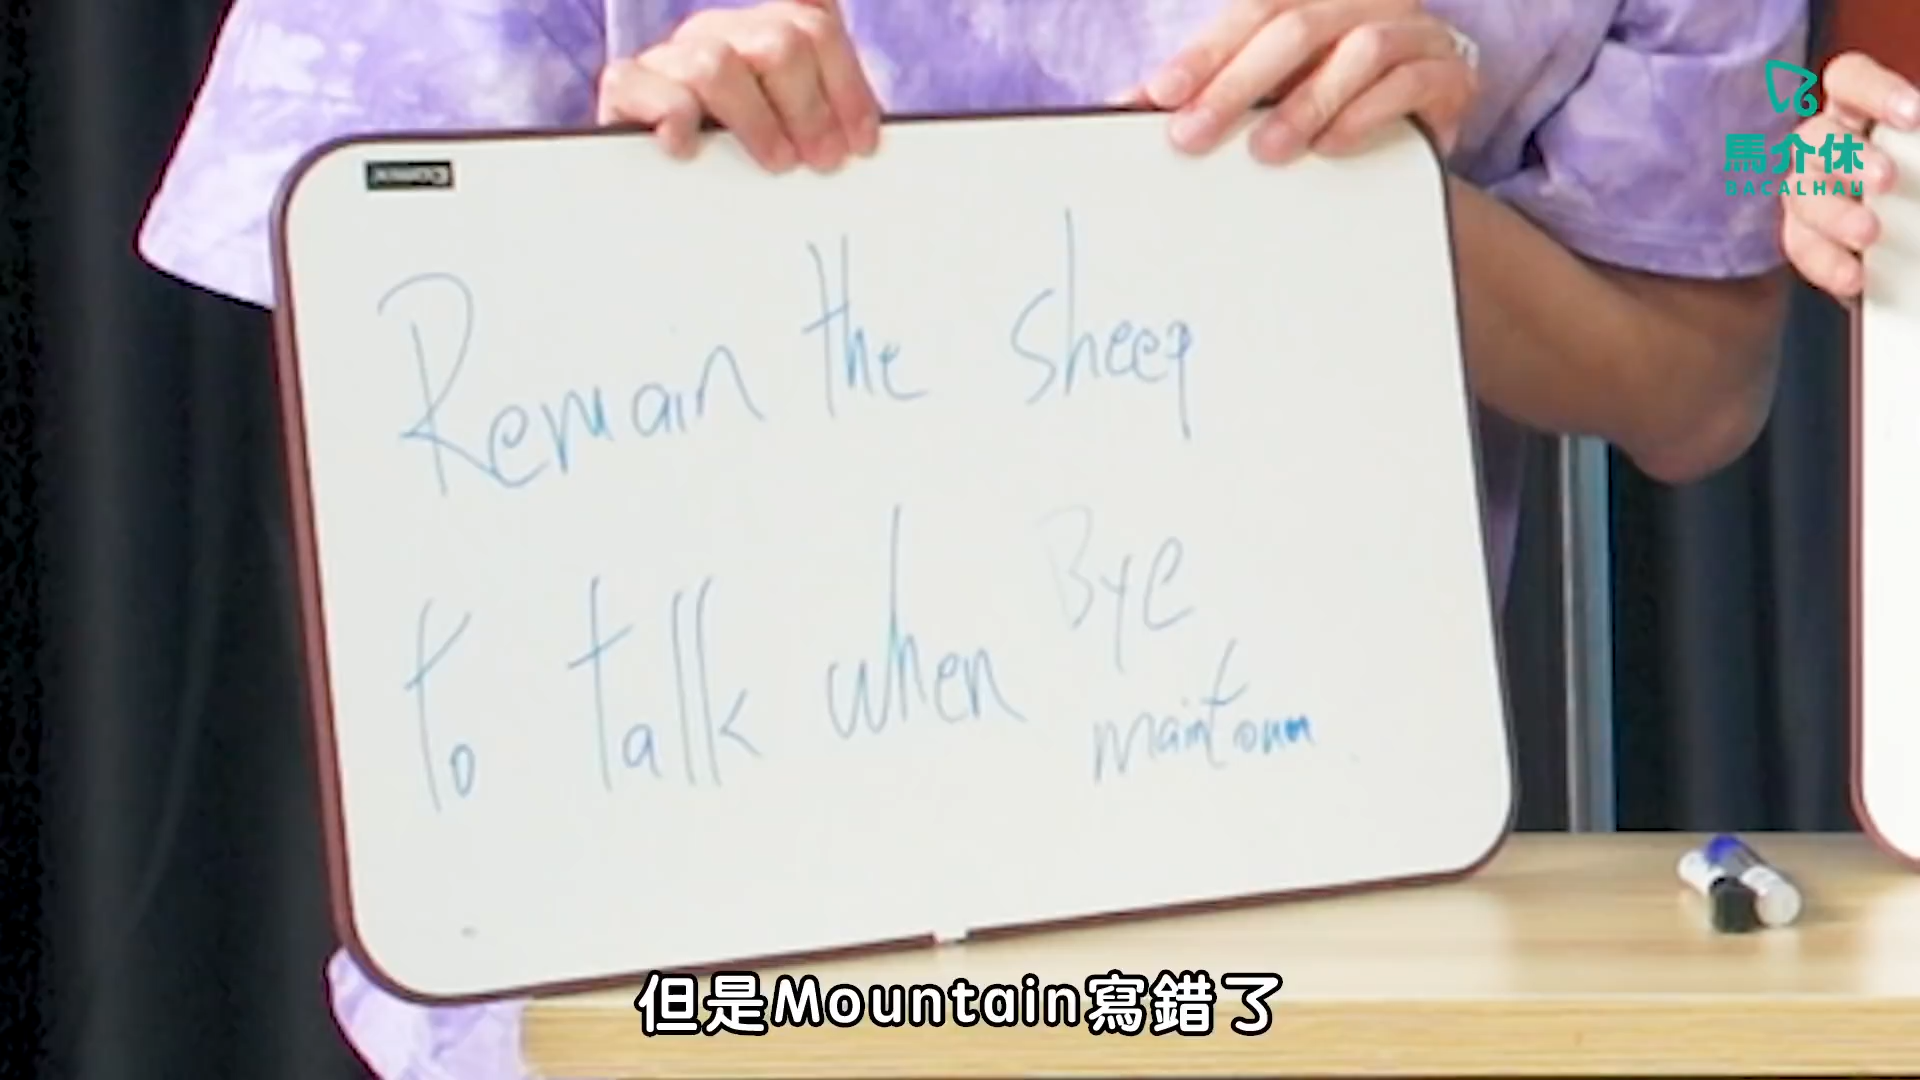 馬介休
BACALHAU
Comix
Remain the sheep
to talk when Bye
maintoun
但是Mountain寫錯了